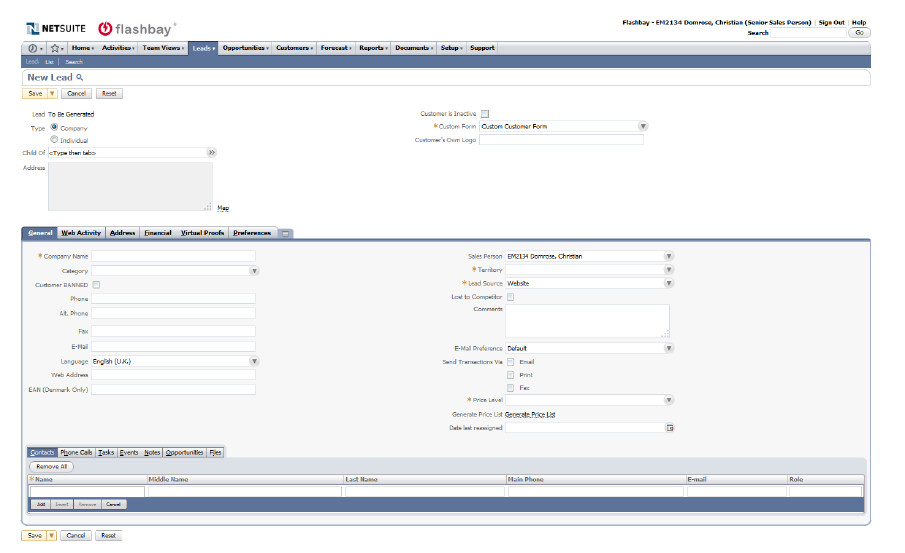 NETSUITE flashbay®
Flashbay - EM2134 Domrose, Christian (Senior Sales Person) | Sign Out | Help
Search Go
Home Activities Team Views Leads Opportunities Customers Forecast Reports Documents Setup Support
Lead List | Search
New Lead
Save Cancel Reset
Lead To Be Generated
Customer is Inactive
Type Company
*Custom Form Custom Customer Form
Individual
Customer's Own Logo
Child Of <Type then tab>
Address
Map
General Web Activity Address Financial Virtual Proofs Preferences
*Company Name
Sales Person EM2134 Domrose, Christian
Category
*Territory
Customer BANNED
*Lead Source Website
Phone
Lost to Competitor
Alt. Phone
Comments
Fax
E-Mail
E-Mail Preference Default
Language English (U.K.)
Send Transactions Via Email
Web Address
Print
EAN (Denmark Only)
Fax
*Price Level
Generate Price List Generate Price List
Date last reassigned
Contacts Phone Calls Tasks Events Notes Opportunities Files
Remove All
*Name Middle Name Last Name Main Phone E-mail Role
Add Insert Remove Cancel
Save Cancel Reset